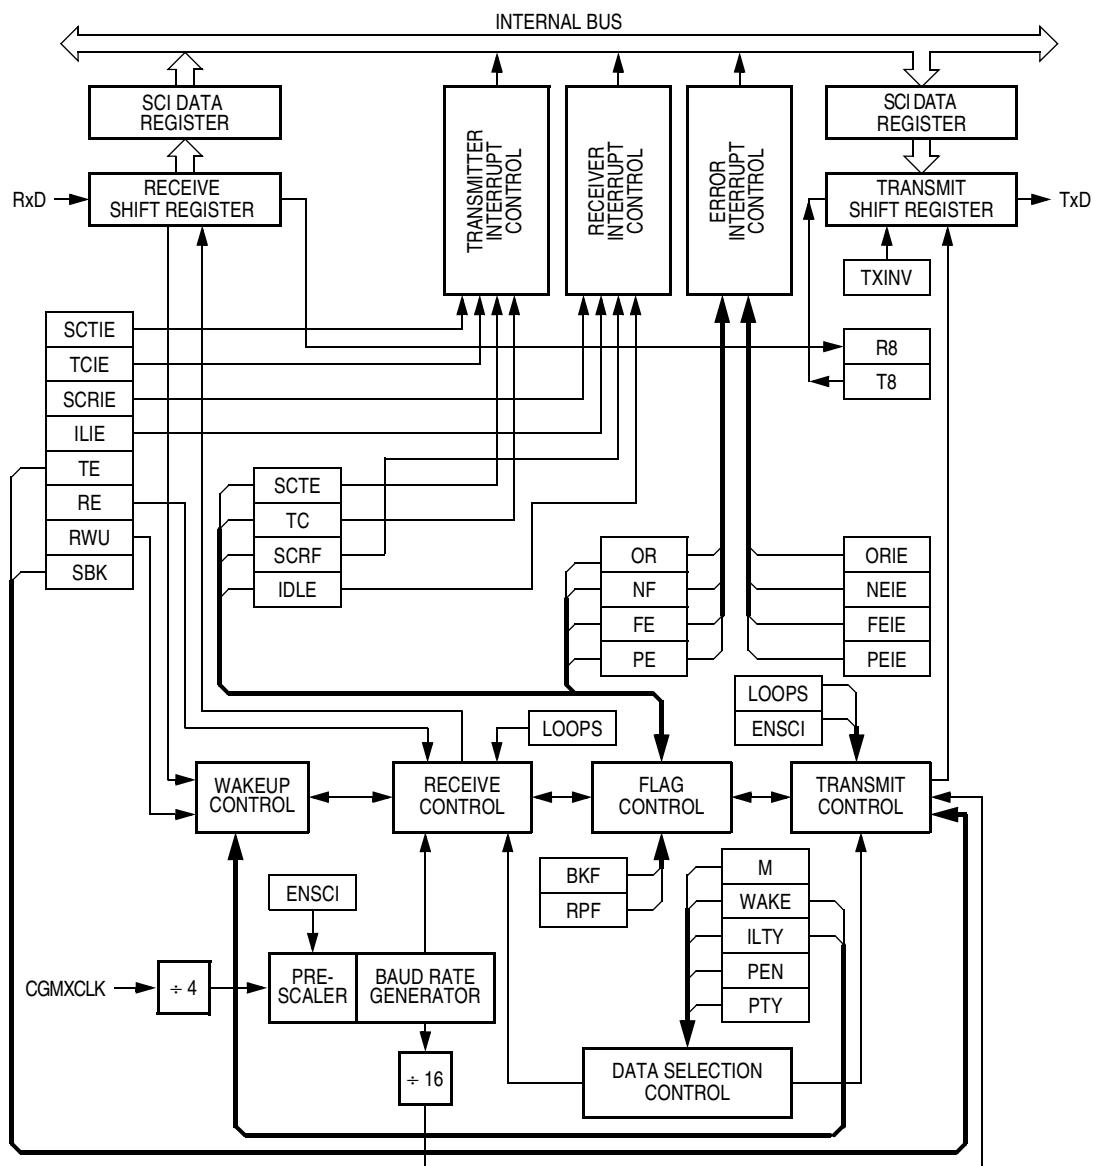 INTERNAL BUS
SCI DATA
REGISTER
SCI DATA
REGISTER
TRANSMITTER
INTERRUPT
CONTROL
RECEIVER
INTERRUPT
CONTROL
ERROR
INTERRUPT
CONTROL
RxD
RECEIVE
SHIFT REGISTER
TRANSMIT
SHIFT REGISTER
TxD
TXINV
SCTIE
TCIE
SCRIE
ILIE
TE
RE
RWU
SBK
R8
T8
SCTE
TC
SCRF
IDLE
OR
NF
FE
PE
ORIE
NEIE
FEIE
PEIE
LOOPS
LOOPS
ENSCI
WAKEUP
CONTROL
RECEIVE
CONTROL
FLAG
CONTROL
TRANSMIT
CONTROL
BKF
RPF
M
WAKE
ILTY
PEN
PTY
ENSCI
CGMXCLK
÷ 4
PRE-
SCALER
BAUD RATE
GENERATOR
÷ 16
DATA SELECTION
CONTROL